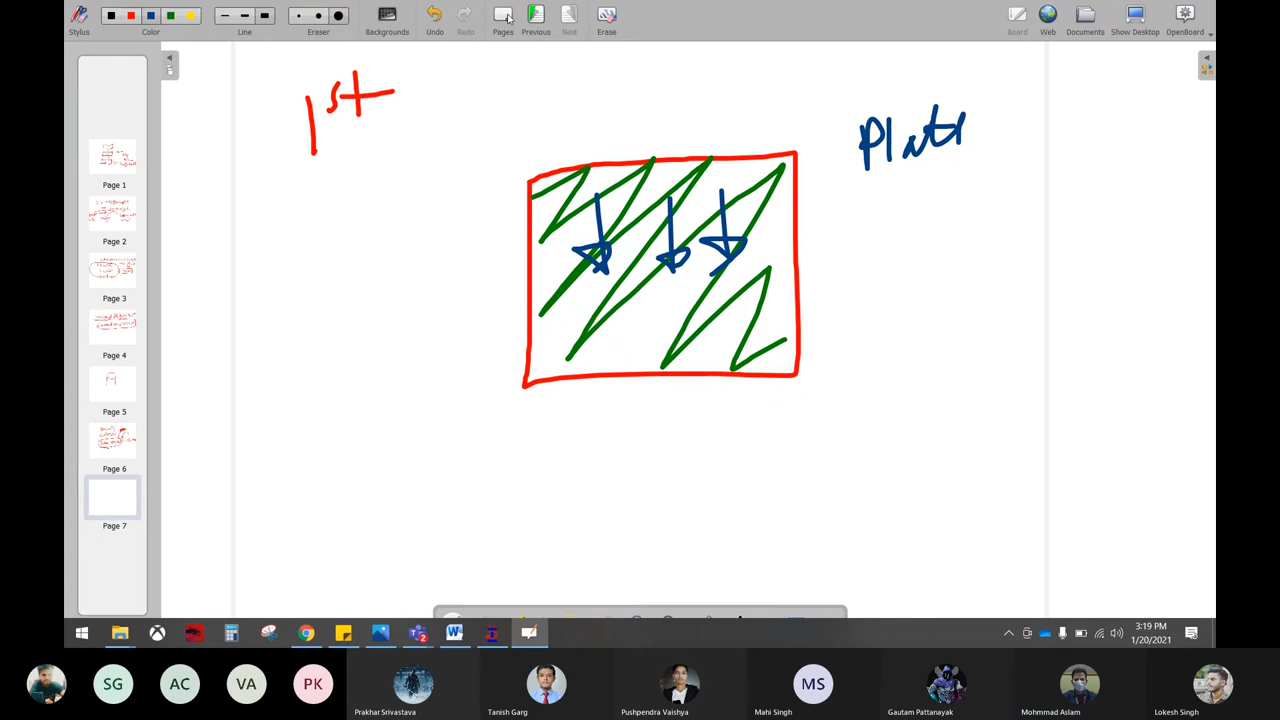 Stylus
Color
Line
Eraser
Backgrounds
Undo
Redo
Pages
Previous
Next
Erase
Board
Web
Documents
Show Desktop
OpenBoard
Page 1
Page 2
Page 3
Page 4
Page 5
Page 6
Page 7
1st
3:19 PM
1/20/2021
SG
AC
VA
PK
Prakhar Srivastava
Tanish Garg
Pushpendra Vaishya
MS
Mahi Singh
Gautam Pattanayak
Mohmmad Aslam
Lokesh Singh